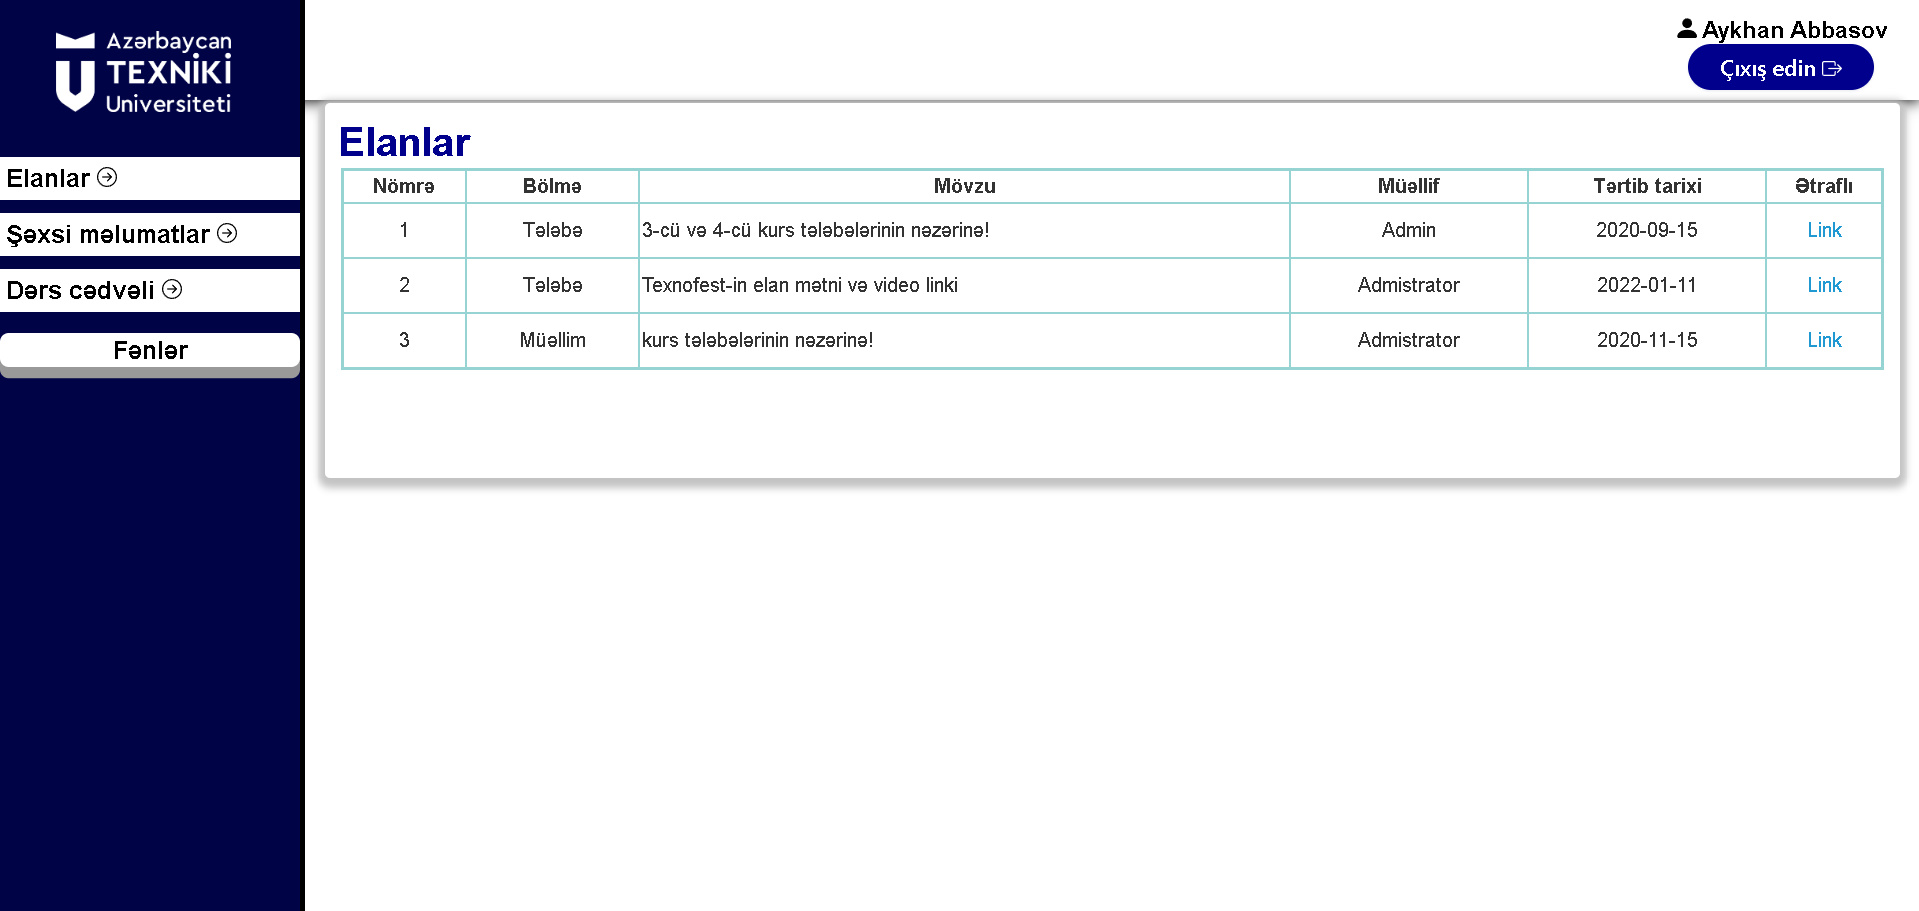 Azərbaycan
TEXNİKİ
Universiteti
Elanlar
Şəxsi məlumatlar
Dərs cədvəli
Fənlər
Aykhan Abbasov
Çıxış edin
Elanlar
Nömrə Bölmə Mövzu Müəllif Tərtib tarixi Ətraflı
1 Tələbə 3-cü və 4-cü kurs tələbələrinin nəzərinə! Admin 2020-09-15 Link
2 Tələbə Texnofest-in elan mətni və video linki Admistrator 2022-01-11 Link
3 Müəllim kurs tələbələrinin nəzərinə! Admistrator 2020-11-15 Link